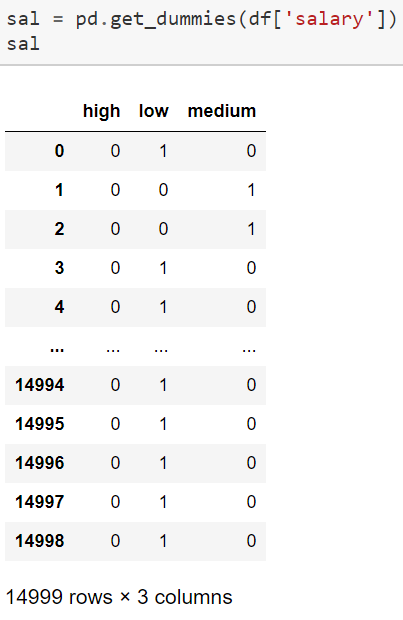 sal = pd.get_dummies(df['salary'])
sal
high low medium
0 0 1 0
1 0 0 1
2 0 0 1
3 0 1 0
4 0 1 0
... ... ... ...
14994 0 1 0
14995 0 1 0
14996 0 1 0
14997 0 1 0
14998 0 1 0
14999 rows × 3 columns